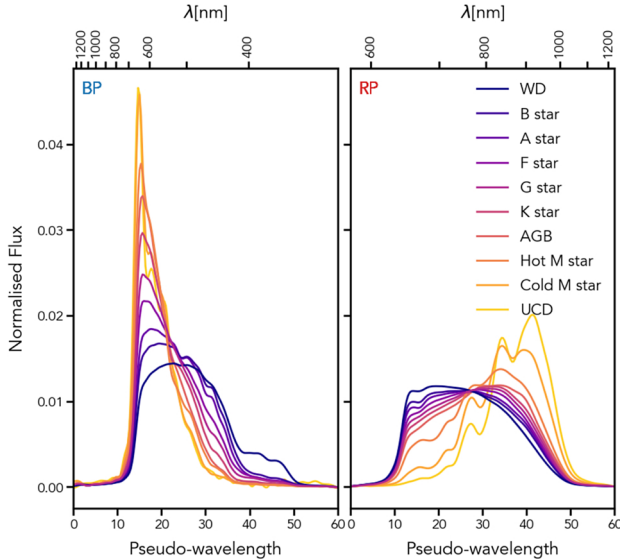 λ[nm]
λ[nm]
1200
1000
800
600
400
600
800
1000
1200
BP
RP
WD
B star
A star
F star
G star
K star
AGB
Hot M star
Cold M star
UCD
Normalised Flux
0.04
0.03
0.02
0.01
0.00
0 10 20 30 40 50 60
0 10 20 30 40 50 60
Pseudo-wavelength
Pseudo-wavelength